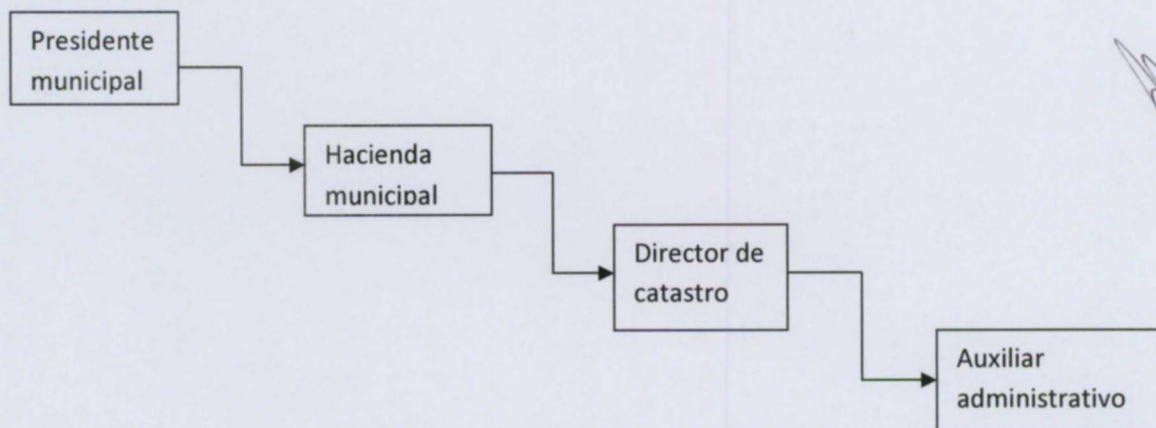 Presidente
municipal
Hacienda
municipal
Director de
catastro
Auxiliar
administrativo